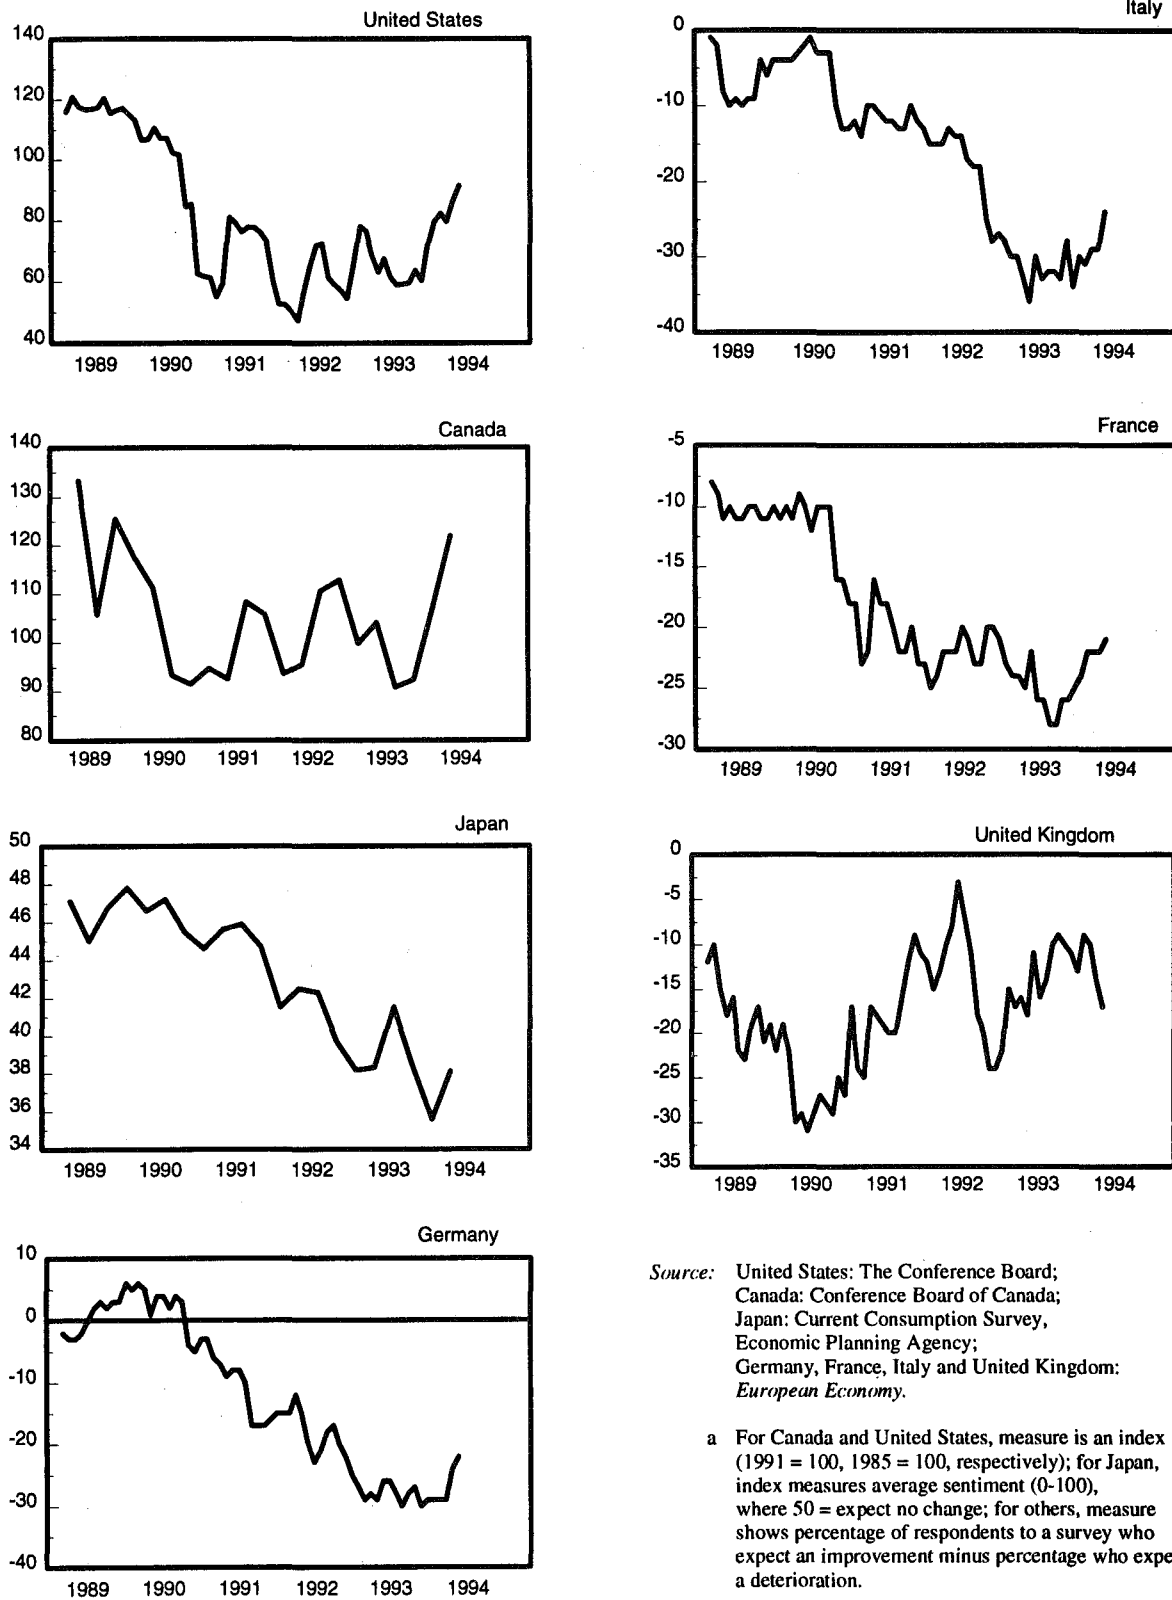 United States
140
120
100
80
60
40
1989 1990 1991 1992 1993 1994
Canada
140
130
120
110
100
90
80
1989 1990 1991 1992 1993 1994
Japan
50
48
46
44
42
40
38
36
34
1989 1990 1991 1992 1993 1994
Germany
10
0
-10
-20
-30
-40
1989 1990 1991 1992 1993 1994
Italy
0
-10
-20
-30
-40
1989 1990 1991 1992 1993 1994
France
-5
-10
-15
-20
-25
-30
1989 1990 1991 1992 1993 1994
United Kingdom
0
-5
-10
-15
-20
-25
-30
-35
1989 1990 1991 1992 1993 1994
Source: United States: The Conference Board;
Canada: Conference Board of Canada;
Japan: Current Consumption Survey,
Economic Planning Agency;
Germany, France, Italy and United Kingdom:
European Economy.
a For Canada and United States, measure is an index
(1991 = 100, 1985 = 100, respectively); for Japan,
index measures average sentiment (0-100),
where 50 = expect no change; for others, measure
shows percentage of respondents to a survey who
expect an improvement minus percentage who expe
a deterioration.